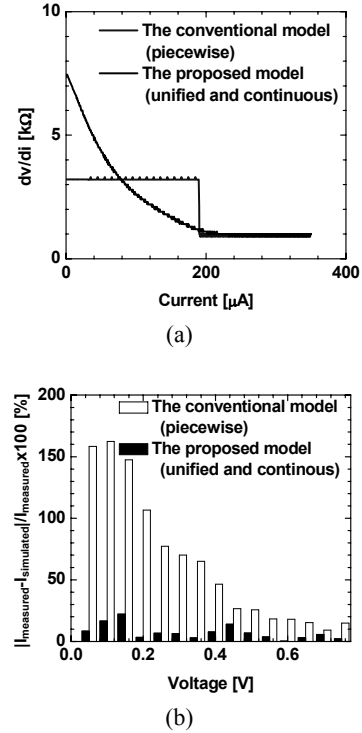 The conventional model
(piecewise)
The proposed model
(unified and continuous)
dv/di [kΩ]
10
5
0
0 200 400
Current [μA]
(a)
200
150
100
50
0
The conventional model
(piecewise)
The proposed model
(unified and continous)
|Imeasured-Isimulated|/Imeasuredx100 [%]
0.0 0.2 0.4 0.6
Voltage [V]
(b)